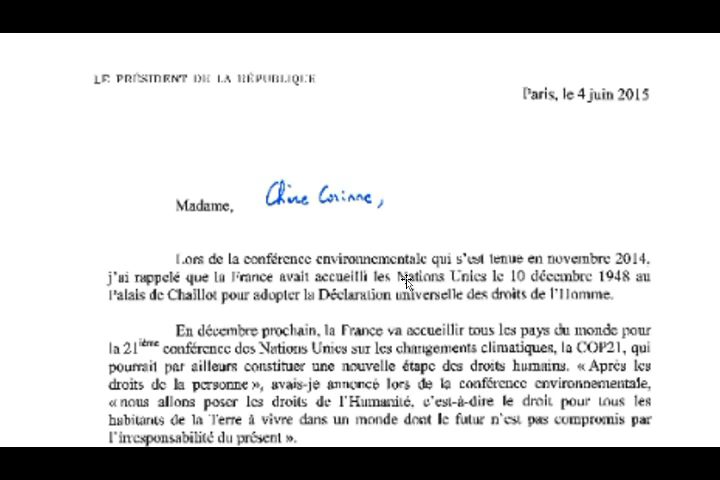 LE PRÉSIDENT DE LA RÉPUBLIQUE
Paris, le 4 juin 2015
Madame, Chère Corinne,
Lors de la conférence environnementale qui s'est tenue en novembre 2014,
j'ai rappelé que la France avait accueilli les Nations Unies le 10 décembre 1948 au
Palais de Chaillot pour adopter la Déclaration universelle des droits de l'Homme.
En décembre prochain, la France va accueillir tous les pays du monde pour
la 21ième conférence des Nations Unies sur les changements climatiques, la COP21, qui
pourrait par ailleurs constituer une nouvelle étape des droits humains. « Après les
droits de la personne », avais-je annoncé lors de la conférence environnementale,
« nous allons poser les droits de l'Humanité, c'est-à-dire le droit pour tous les
habitants de la Terre à vivre dans un monde dont le futur n'est pas compromis par
l'irresponsabilité du présent ».